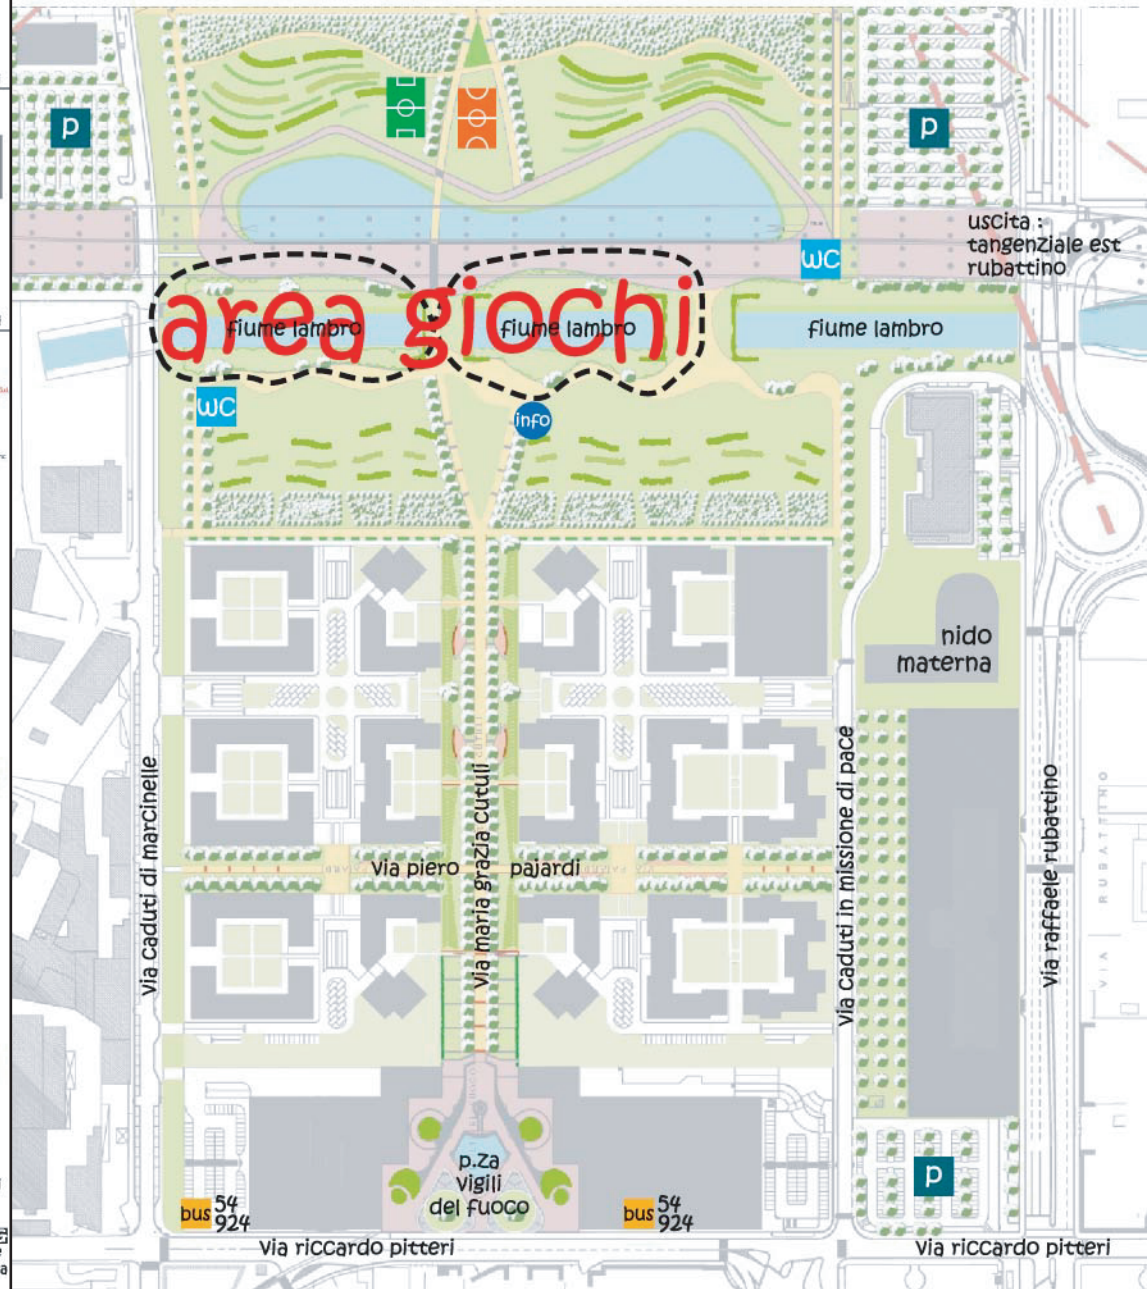 P
P
uscita :
tangenziale est
rubattino
WC
area giochi
fiume lambro
fiume lambro
fiume lambro
WC
info
nido
materna
Via caduti di marcinelle
Via maria grazia Cutuli
Via caduti in missione di pace
Via raffaele rubattino
VIA RUBATTINO
Via piero
pajardi
P
p.za
vigili
del fuoco
bus 54
924
bus 54
924
Via riccardo pitteri
Via riccardo pitteri